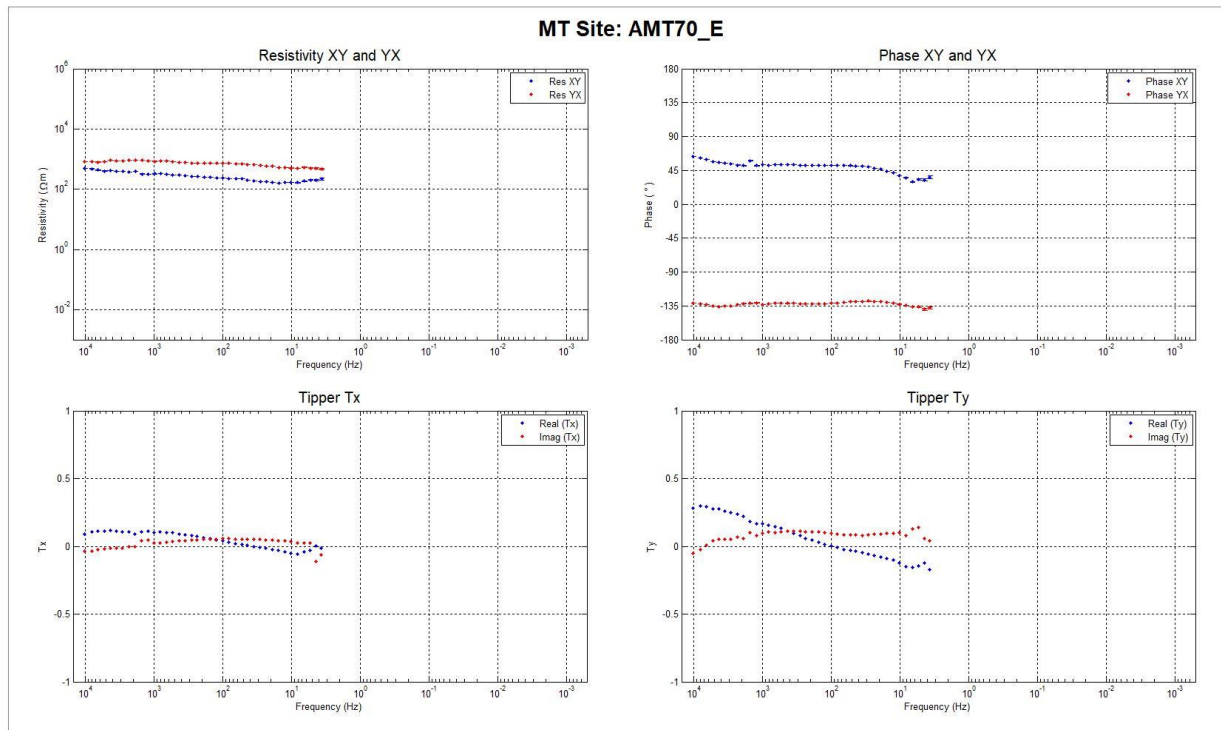 MT Site: AMT70_E
Resistivity XY and YX
Res XY
Res YX
10^6
10^4
10^2
10^0
10^-2
Resistivity (Ωm)
10^4 10^3 10^2 10^1 10^0 10^-1 10^-2 10^-3
Frequency (Hz)
Phase XY and YX
Phase XY
Phase YX
180
135
90
45
0
-45
-90
-135
-180
Phase (°)
10^4 10^3 10^2 10^1 10^0 10^-1 10^-2 10^-3
Frequency (Hz)
Tipper Tx
Real (Tx)
Imag (Tx)
1
0.5
0
-0.5
-1
Tx
10^4 10^3 10^2 10^1 10^0 10^-1 10^-2 10^-3
Frequency (Hz)
Tipper Ty
Real (Ty)
Imag (Ty)
1
0.5
0
-0.5
-1
Ty
10^4 10^3 10^2 10^1 10^0 10^-1 10^-2 10^-3
Frequency (Hz)